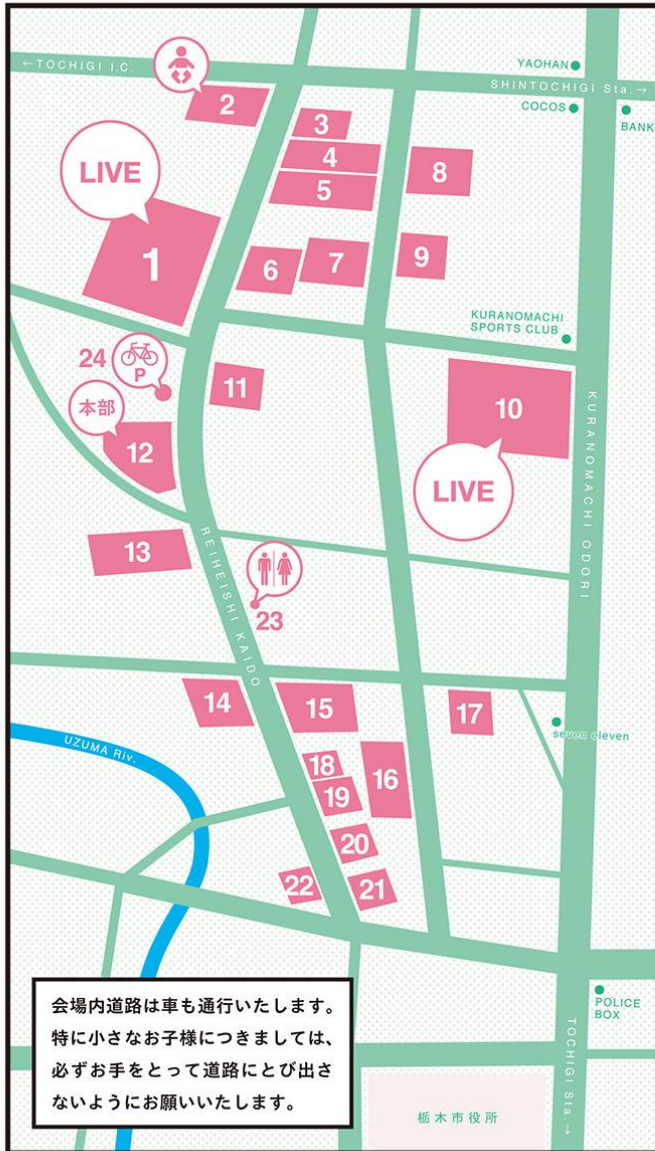 ←TOCHIGI I.C.
YAOHAN
SHINTOCHIGI Sta.→
COCOS
BANK
2
3
4
5
8
LIVE
1
6
7
9
KURANOMACHI
SPORTS CLUB
24
P
11
10
本部
12
LIVE
KURANOMACHI ODORI
13
REIHEISHI KAIDO
23
14
15
17
seven eleven
UZUMA Riv.
18
16
19
20
22
21
会場内道路は車も通行いたします。
特に小さなお子様につきましては、
必ずお手をとって道路にとび出さ
ないようにお願いいたします。
POLICE
BOX
TOCHIGI Sta.→
栃木市役所